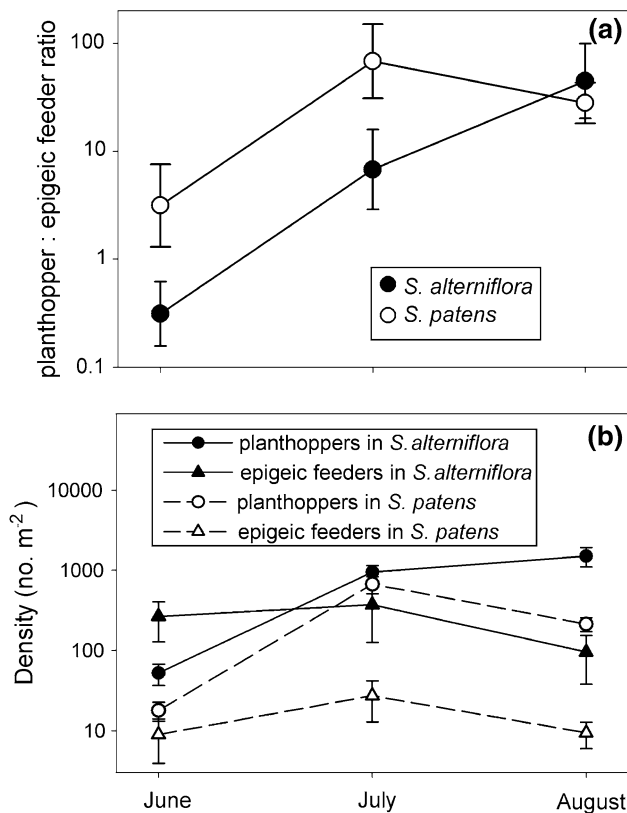 (a)
planthopper : epigeic feeder ratio
100
10
1
0.1
S. alterniflora
S. patens
(b)
planthoppers in S. alterniflora
epigeic feeders in S. alterniflora
planthoppers in S. patens
epigeic feeders in S. patens
Density (no. m-2)
10000
1000
100
10
June
July
August